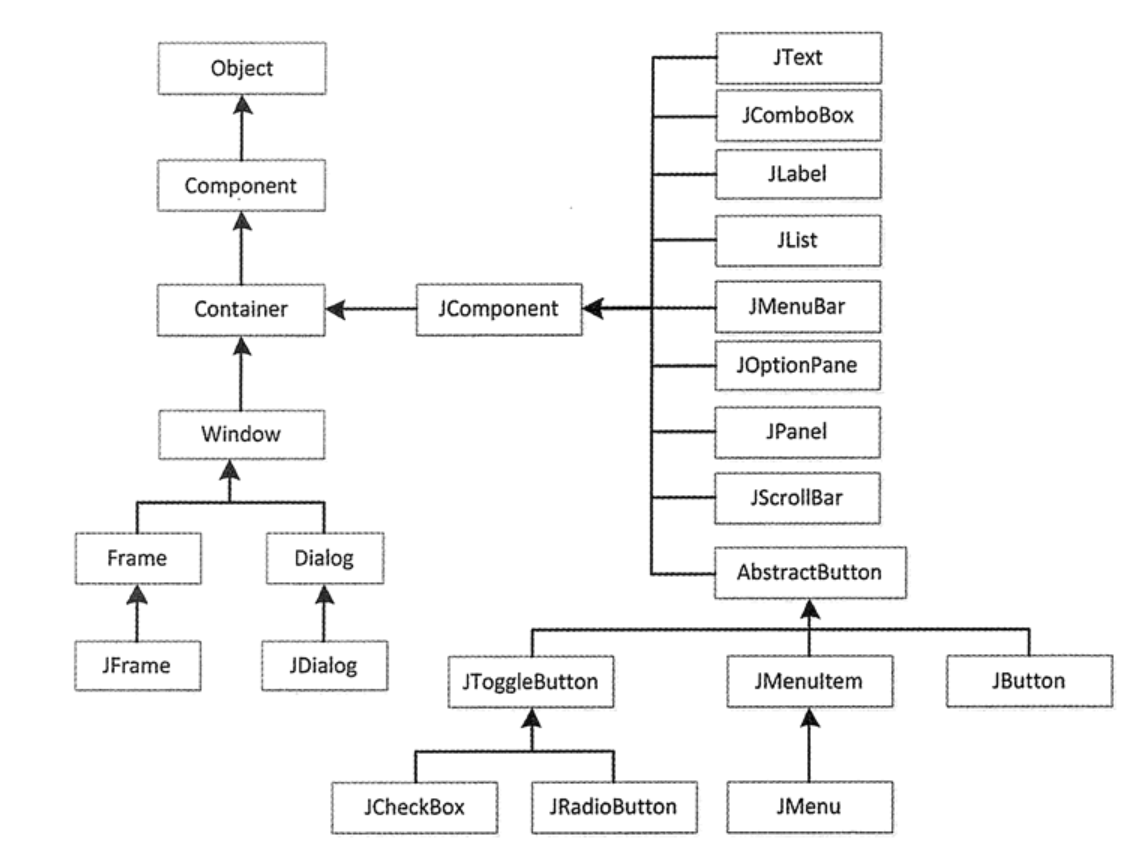 Object
Component
Container
Window
Frame
Dialog
JFrame
JDialog
JComponent
JText
JComboBox
JLabel
JList
JMenuBar
JOptionPane
JPanel
JScrollBar
AbstractButton
JToggleButton
JMenuItem
JButton
JCheckBox
JRadioButton
JMenu